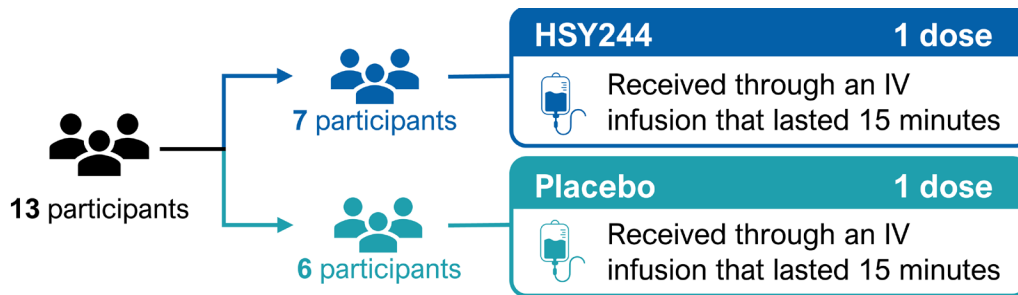 13 participants
7 participants
HSY244 1 dose
Received through an IV
infusion that lasted 15 minutes
6 participants
Placebo 1 dose
Received through an IV
infusion that lasted 15 minutes